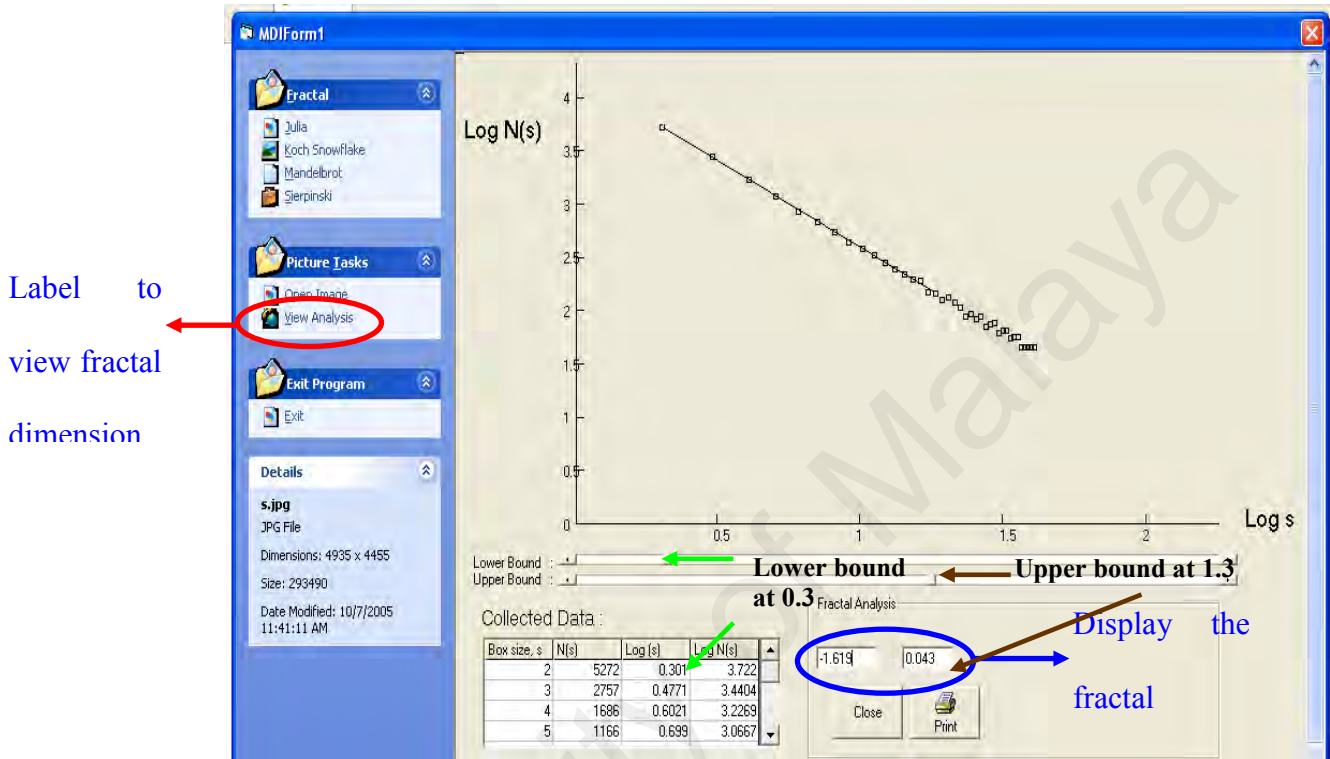 MDIForm1
Fractal
Julia
Koch Snowflake
Mandelbrot
Sierpinski
Picture Tasks
Open Image
View Analysis
Exit Program
Exit
Details
s.jpg
JPG File
Dimensions: 4935 x 4455
Size: 293490
Date Modified: 10/7/2005
11:41:11 AM
Label to
view fractal
dimension
Log N(s)
4
3.5
3
2.5
2
1.5
1
0.5
0
0.5
1
1.5
2
Log s
Lower Bound :
Upper Bound :
Lower bound
at 0.3
Upper bound at 1.3
Collected Data :
Box size, s N(s) Log (s) Log N(s)
2 5272 0.301 3.722
3 2757 0.4771 3.4404
4 1686 0.6021 3.2269
5 1166 0.699 3.0667
Fractal Analysis
-1.619 0.043
Close
Print
Display the
fractal
University of Malaya